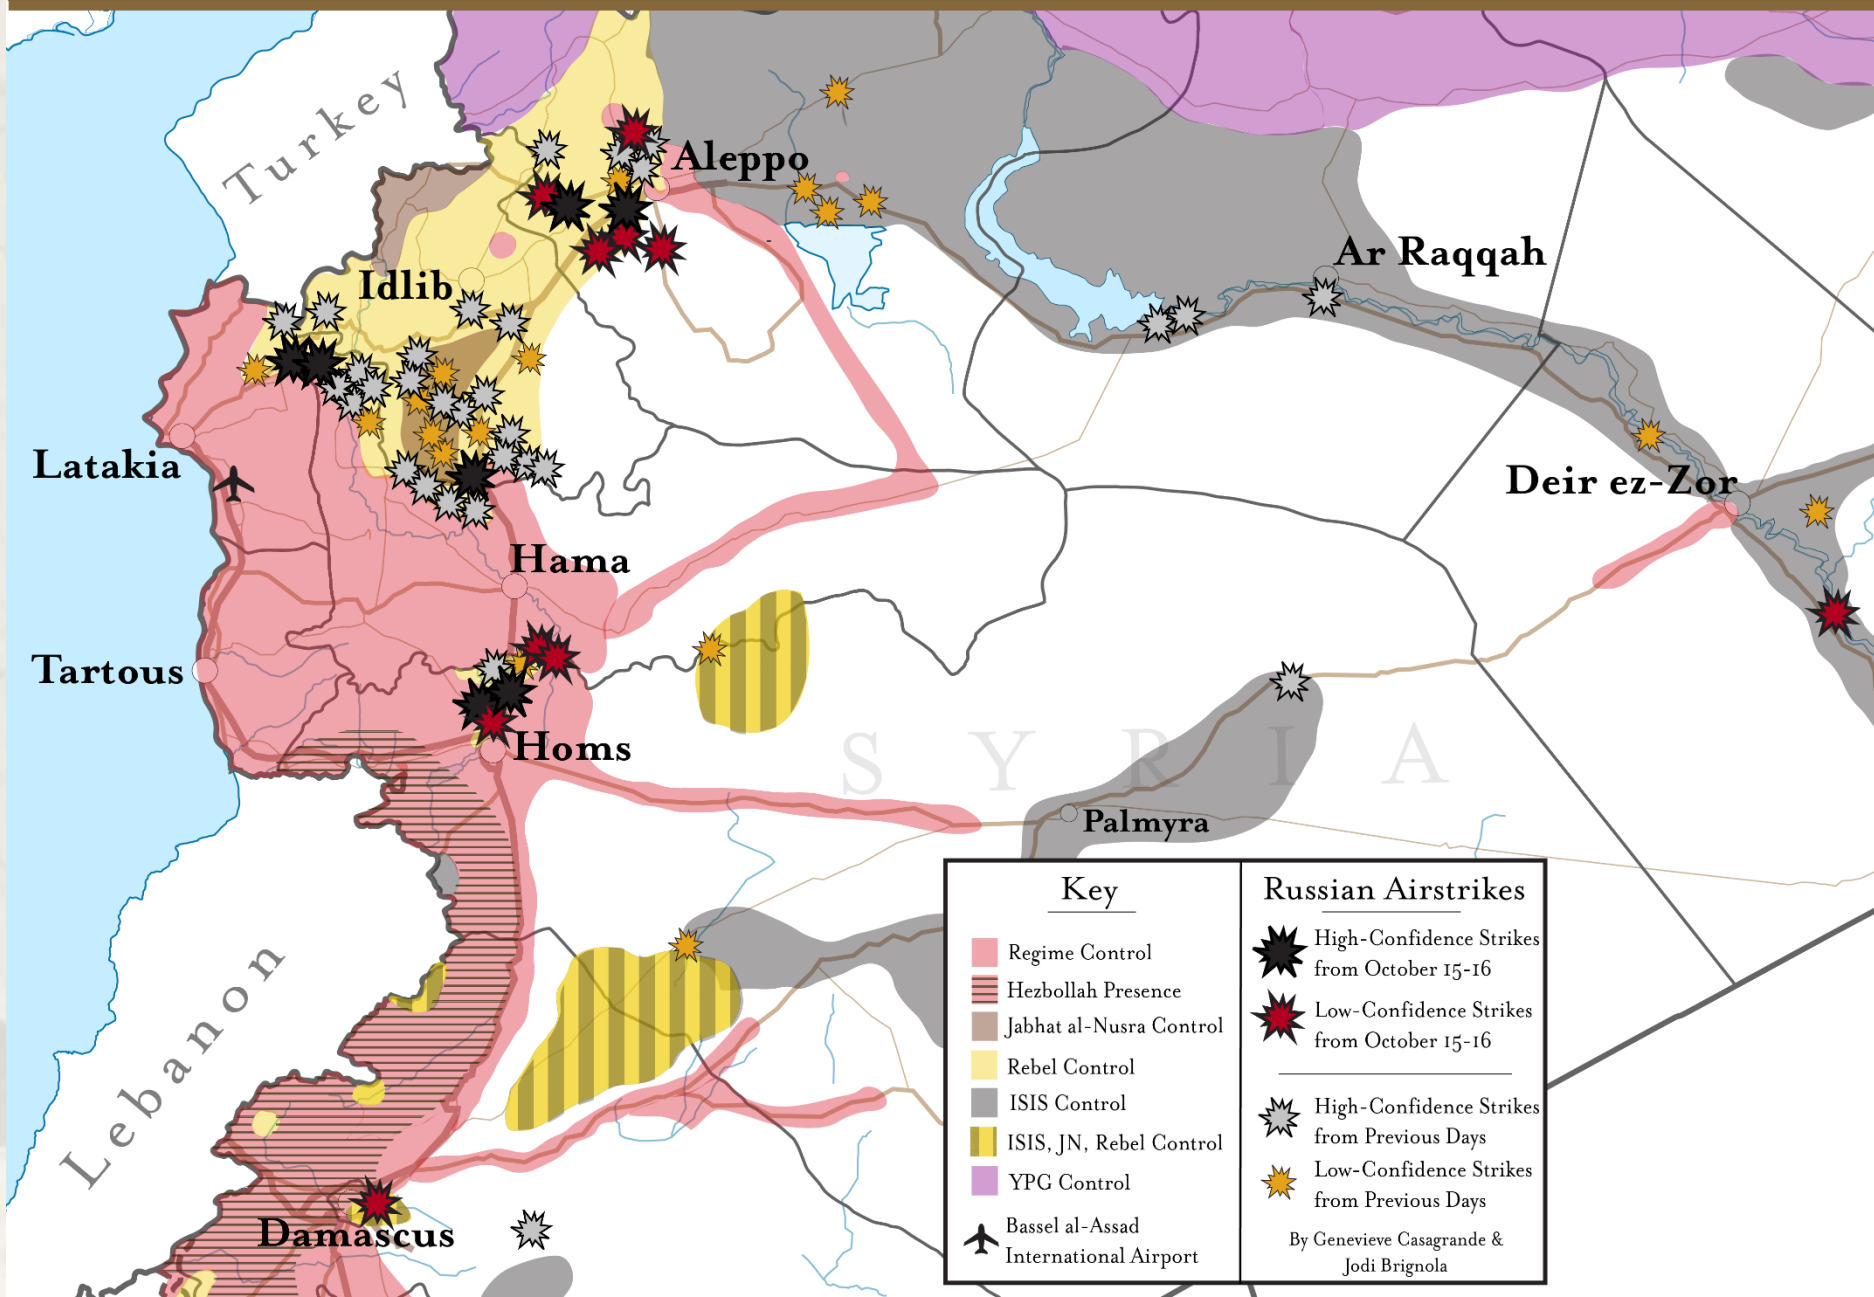 Turkey
Aleppo
Idlib
Ar Raqqah
Latakia
Deir ez-Zor
Hama
Tartous
Homs
SYRIA
Palmyra
Lebanon
Damascus
Key
Regime Control
Hezbollah Presence
Jabhat al-Nusra Control
Rebel Control
ISIS Control
ISIS, JN, Rebel Control
YPG Control
Bassel al-Assad
International Airport
Russian Airstrikes
High-Confidence Strikes
from October 15-16
Low-Confidence Strikes
from October 15-16
High-Confidence Strikes
from Previous Days
Low-Confidence Strikes
from Previous Days
By Genevieve Casagrande &
Jodi Brignola